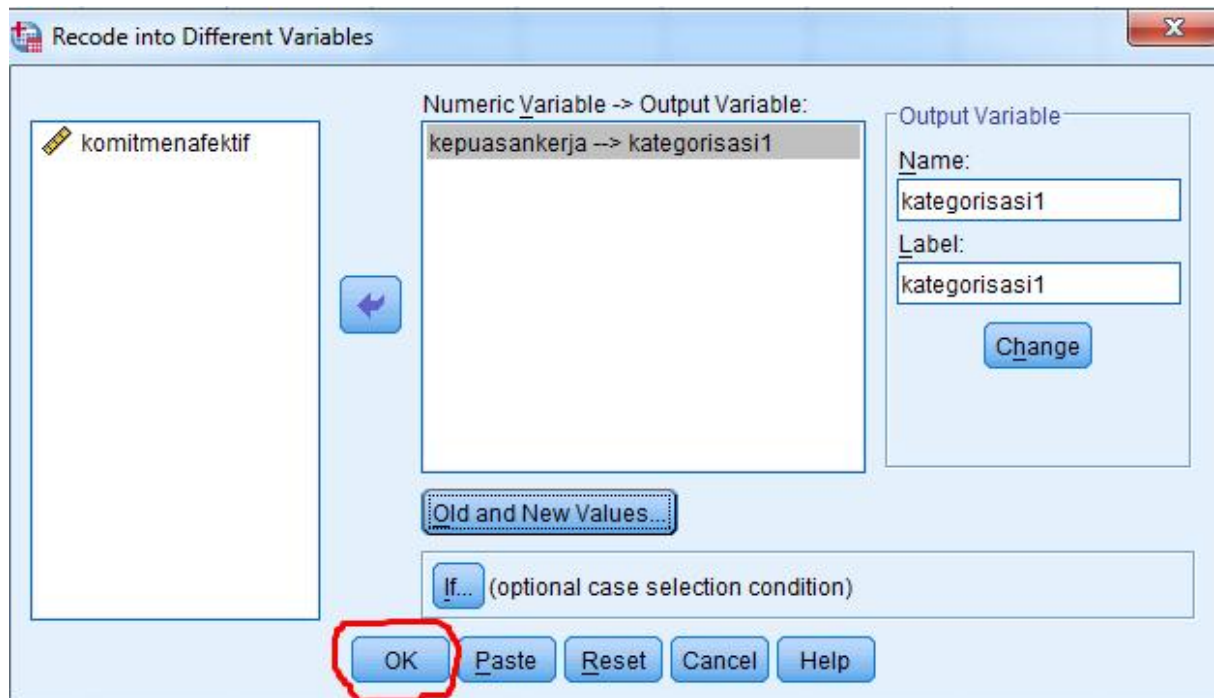 Recode into Different Variables
komitmenafektif
Numeric Variable -> Output Variable:
kepuasankerja --> kategorisasi1
Output Variable
Name:
kategorisasi1
Label:
kategorisasi1
Change
Old and New Values...
If... (optional case selection condition)
OK Paste Reset Cancel Help